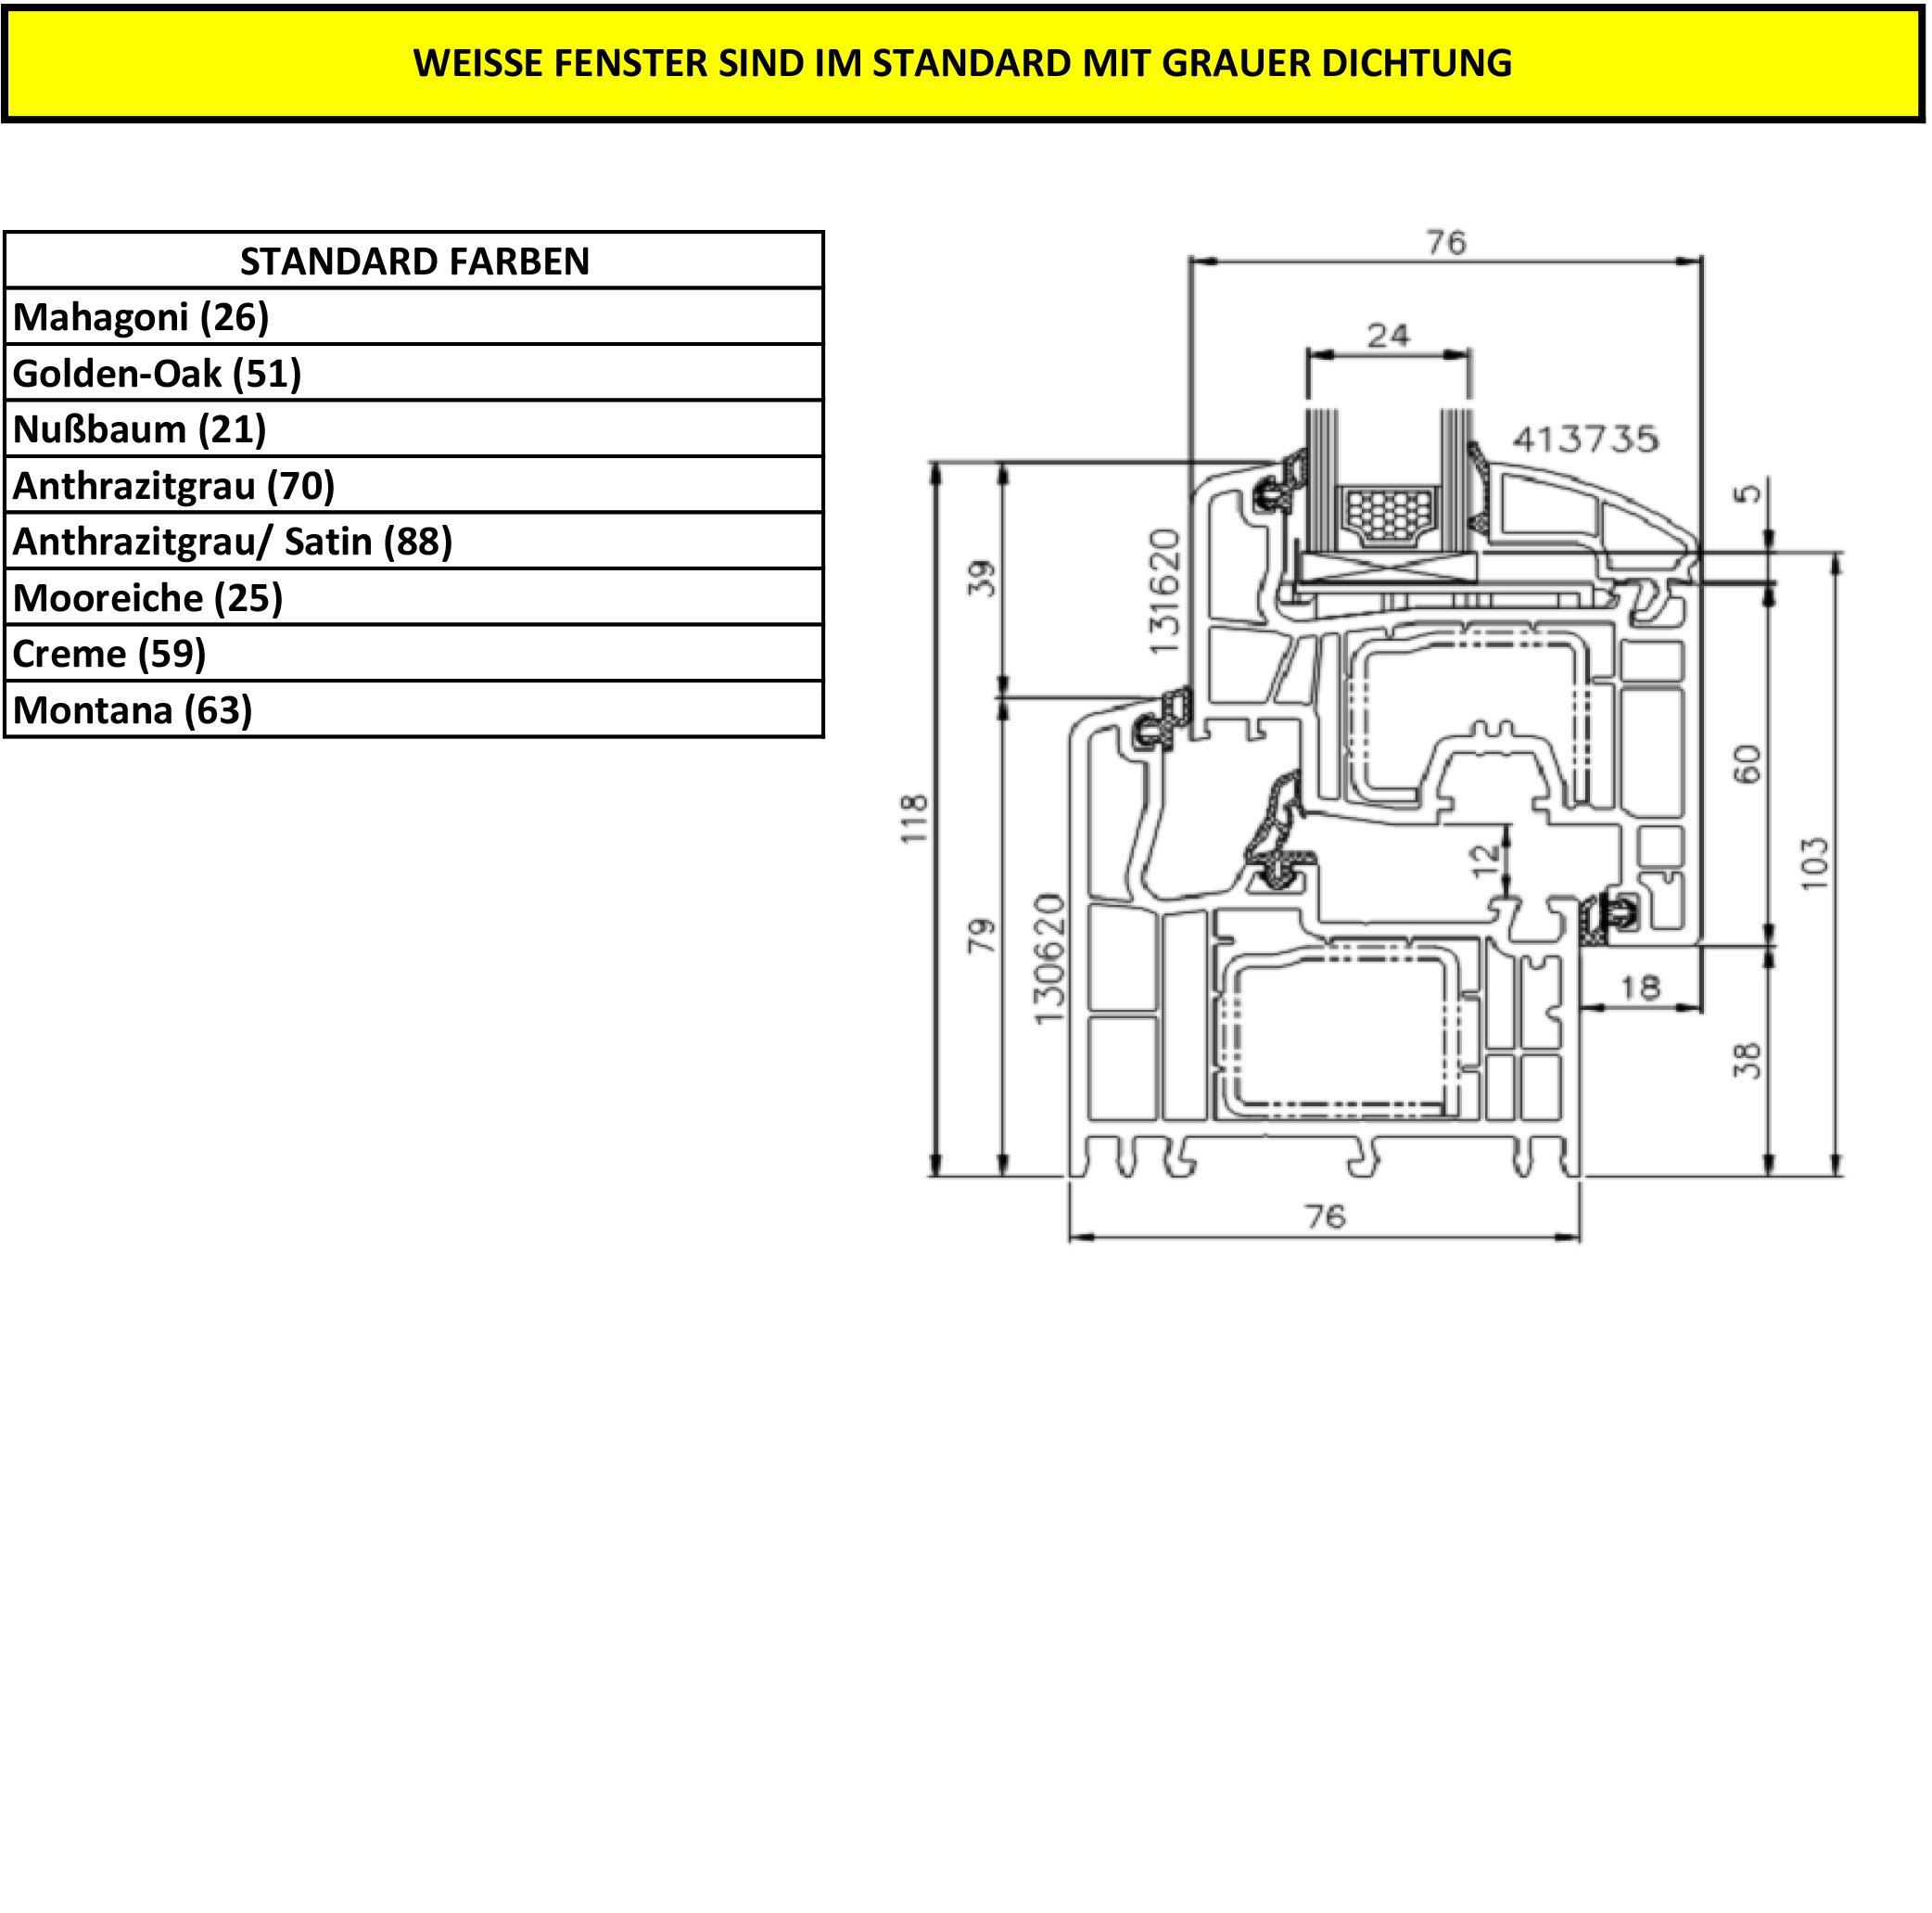 WEISSE FENSTER SIND IM STANDARD MIT GRAUER DICHTUNG
STANDARD FARBEN
Mahagoni (26)
Golden-Oak (51)
Nußbaum (21)
Anthrazitgrau (70)
Anthrazitgrau/ Satin (88)
Mooreiche (25)
Creme (59)
Montana (63)
76
24
413735
5
131620
39
60
118
103
12
79
130620
18
38
76